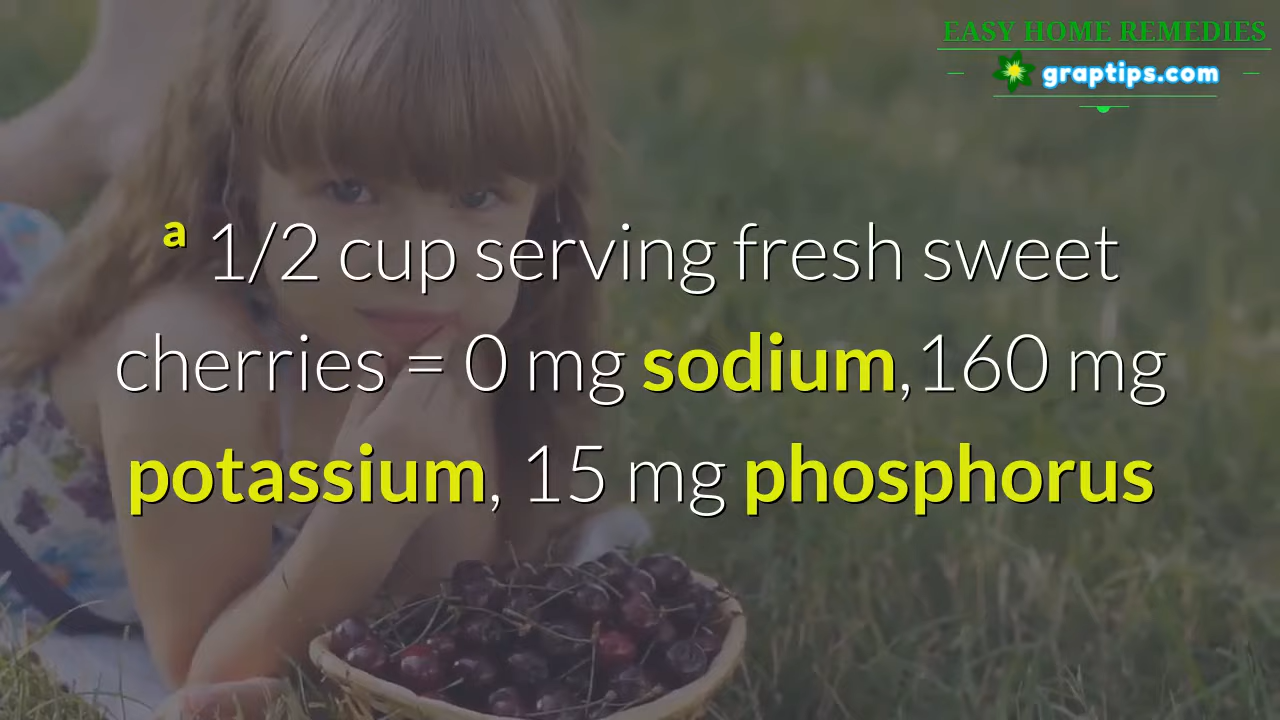 EASY HOME REMEDIES
graptips.com
a 1/2 cup serving fresh sweet
cherries = 0 mg sodium,160 mg
potassium, 15 mg phosphorus